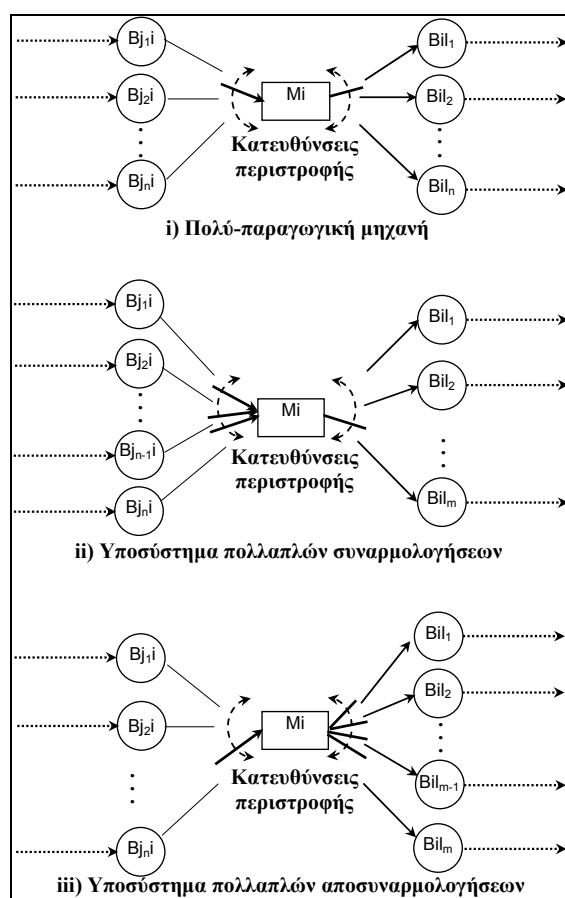 Bj₁i
Bil₁
Bj₂i
Mi
Bil₂
Κατευθύνσεις
περιστροφής
Bjₙi
Bilₙ
i) Πολύ-παραγωγική μηχανή
Bj₁i
Bil₁
Bj₂i
Bil₂
Mi
Bjₙ₋₁i
Κατευθύνσεις
περιστροφής
Bjₙi
Bilₘ
ii) Υποσύστημα πολλαπλών συναρμολογήσεων
Bj₁i
Bil₁
Bj₂i
Bil₂
Mi
Κατευθύνσεις
περιστροφής
Bilₘ₋₁
Bjₙi
Bilₘ
iii) Υποσύστημα πολλαπλών αποσυναρμολογήσεων